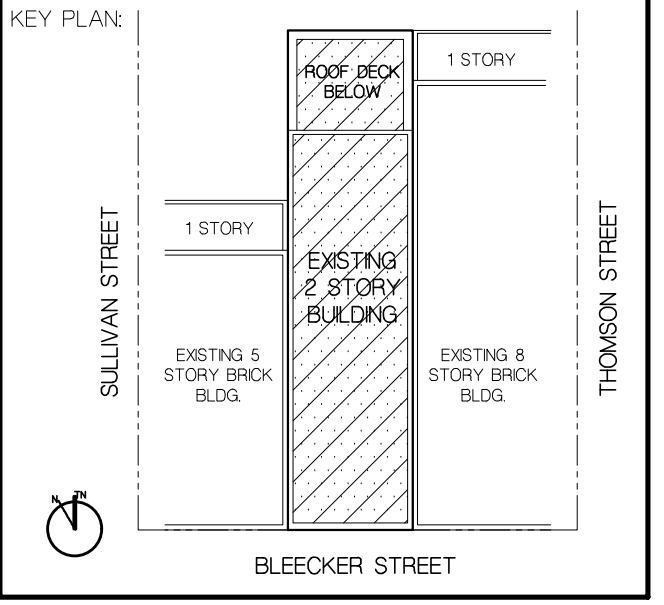 KEY PLAN:
ROOF DECK
BELOW
1 STORY
1 STORY
EXISTING
2 STORY
BUILDING
EXISTING 5
STORY BRICK
BLDG.
EXISTING 8
STORY BRICK
BLDG.
SULLIVAN STREET
THOMSON STREET
N
TN
BLEECKER STREET